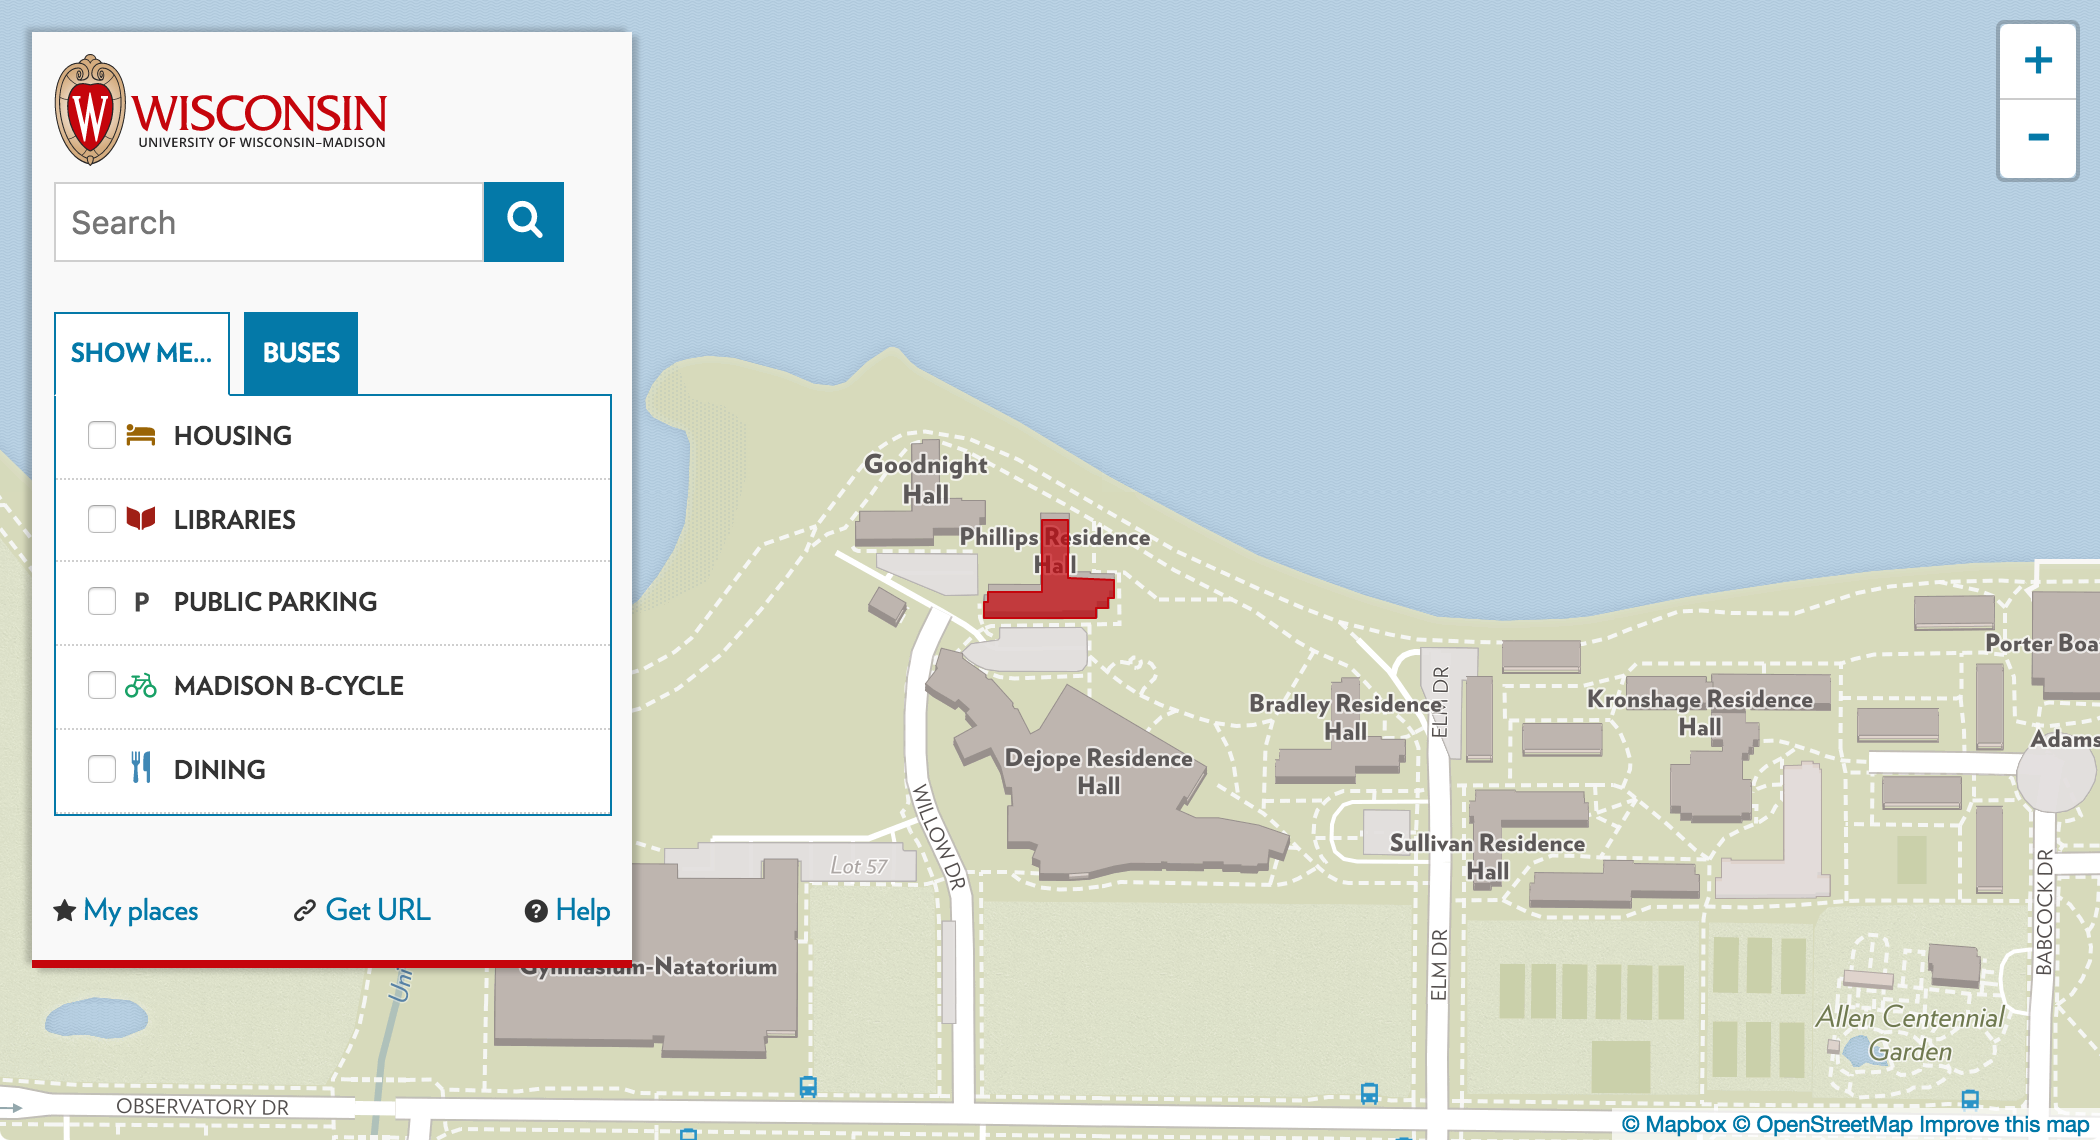 WISCONSIN
UNIVERSITY OF WISCONSIN–MADISON
Search
SHOW ME...
BUSES
HOUSING
LIBRARIES
P PUBLIC PARKING
MADISON B-CYCLE
DINING
My places
Get URL
? Help
+
-
Goodnight
Hall
Phillips Residence
Hall
Bradley Residence
Hall
Dejope Residence
Hall
Kronshage Residence
Hall
Sullivan Residence
Hall
Porter Boa
Adams
ELM DR
ELM DR
WILLOW DR
BABCOCK DR
Lot 57
Gymnasium-Natatorium
Uni
Allen Centennial
Garden
OBSERVATORY DR
© Mapbox © OpenStreetMap Improve this map